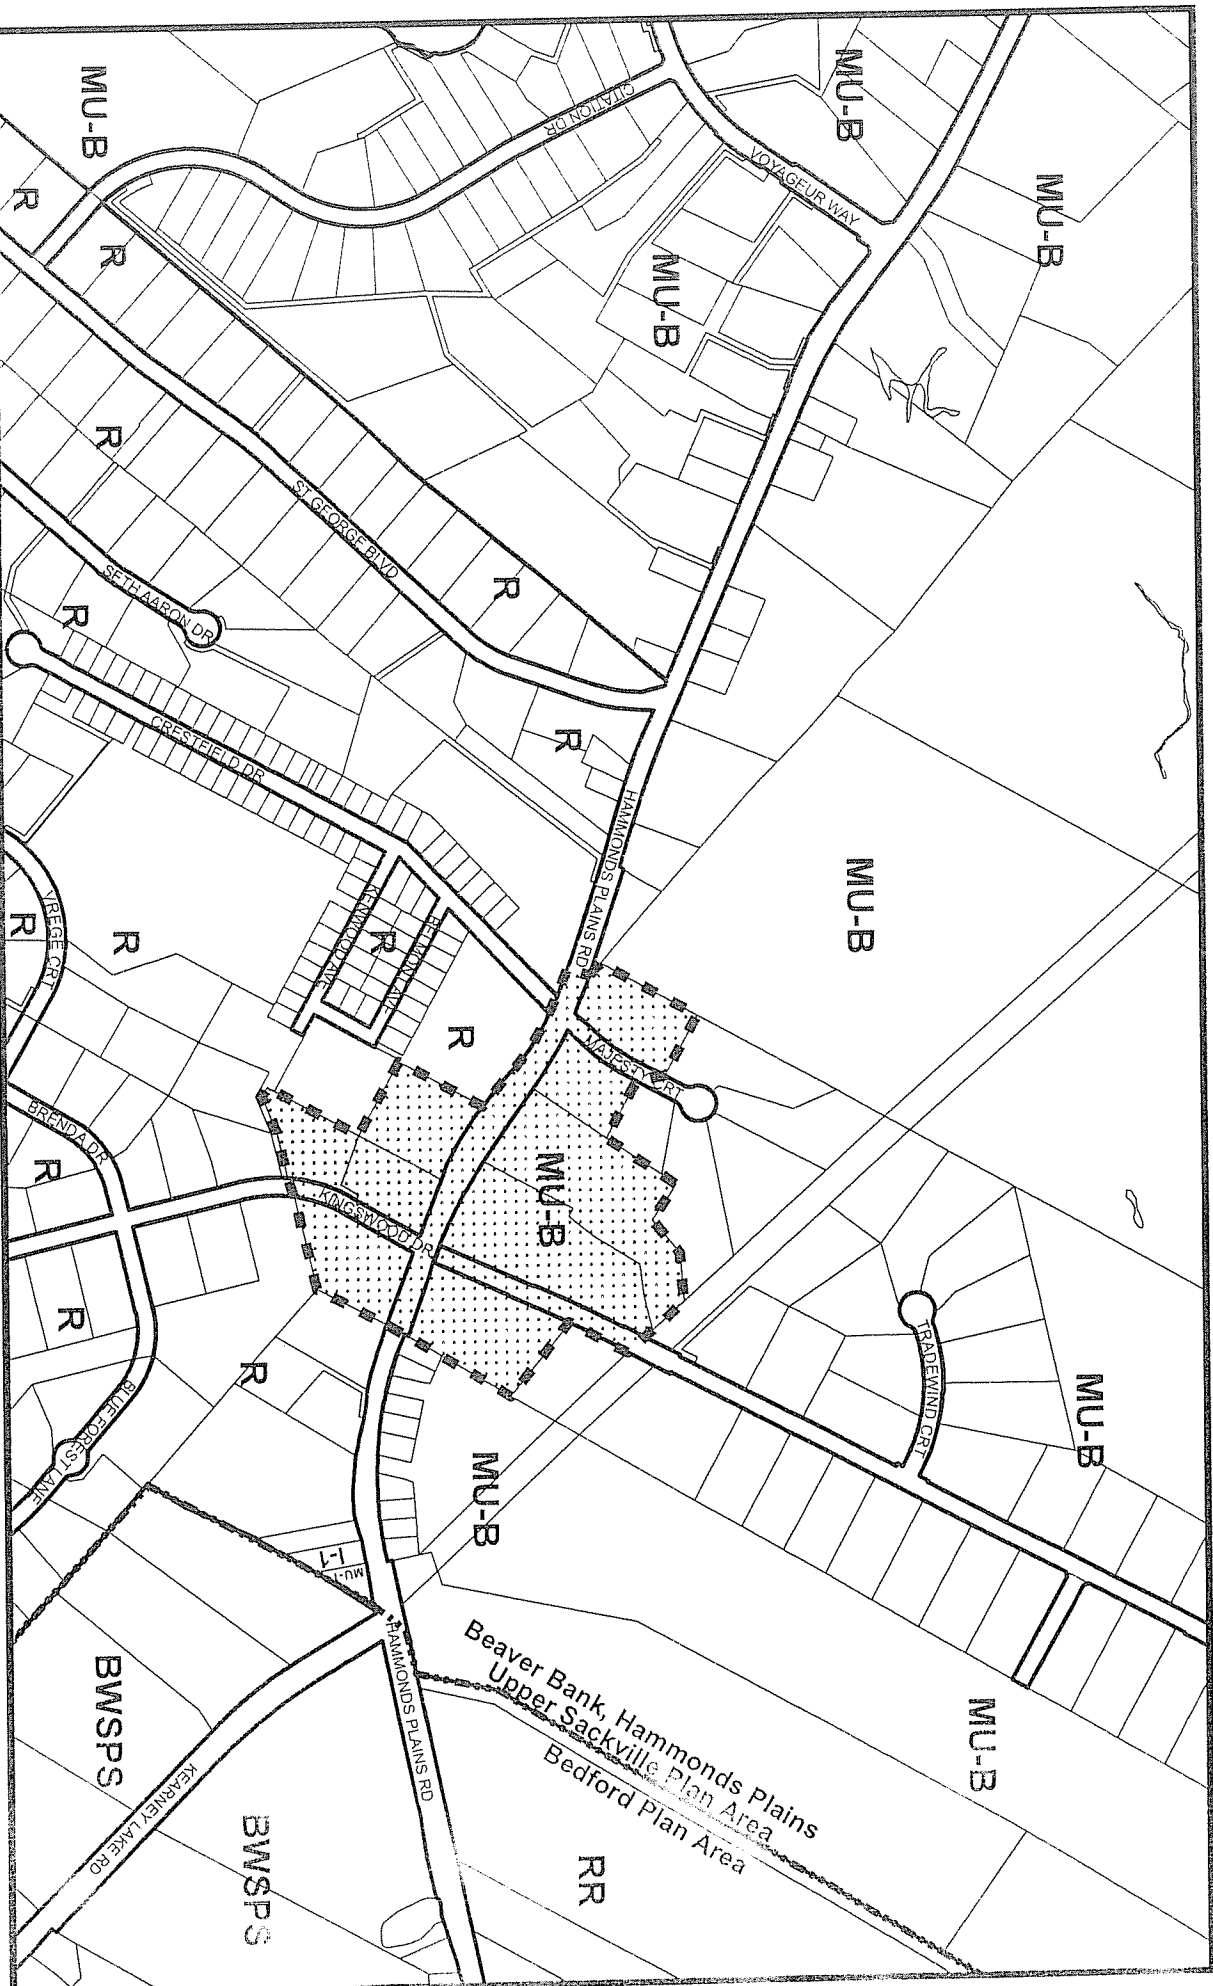 MU-B
MU-B
MU-B
MU-B
MU-B
MU-B
MU-B
MU-B
MU-B
R
R
R
R
R
R
R
R
R
R
R
R
R
RR
BWSPS
BWSPS
I-1
MU-1
CITATION DR
VOYAGEUR WAY
ST GEORGE BLVD
SETH AARON DR
CRESTFIELD DR
HAMMONDS PLAINS RD
KENWOOD AVE
BELMONT AVE
VREGE CRT
MAJESTY CRT
BRENDA DR
KINGSWOOD DR
BLUE FOREST LANE
TRADEWIND CRT
HAMMONDS PLAINS RD
KEARNEY LAKE RD
Beaver Bank, Hammonds Plains
Upper Sackville Plan Area
Bedford Plan Area